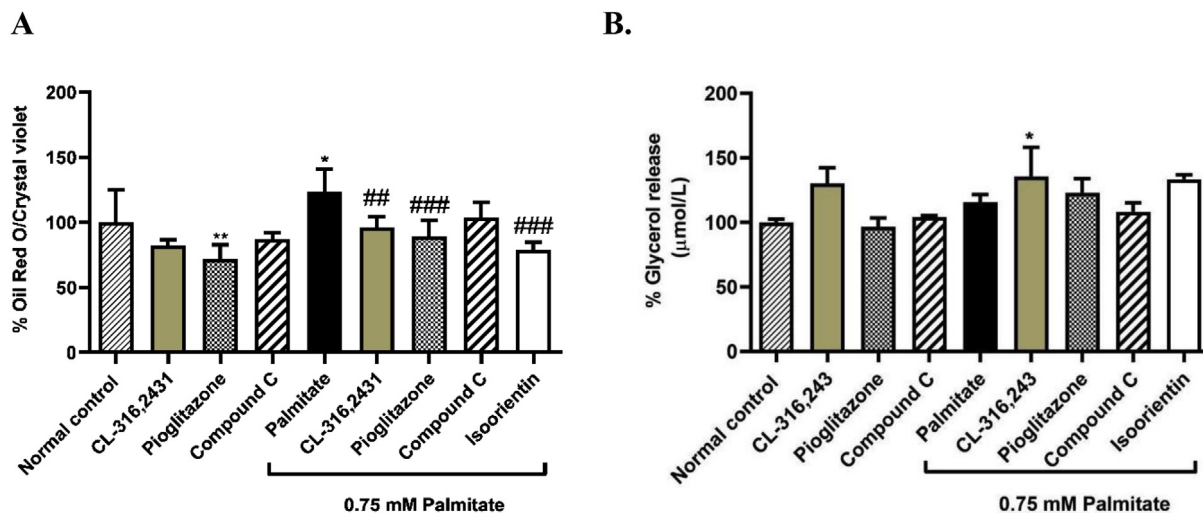 A
B.
% Oil Red O/Crystal violet
200
150
100
50
0
*
**
##
###
###
Normal control
CL-316,2431
Pioglitazone
Compound C
Palmitate
CL-316,2431
Pioglitazone
Compound C
Isoorientin
0.75 mM Palmitate
% Glycerol release
(μmol/L)
200
150
100
50
0
*
Normal control
CL-316,243
Pioglitazone
Compound C
Palmitate
CL-316,243
Pioglitazone
Compound C
Isoorientin
0.75 mM Palmitate